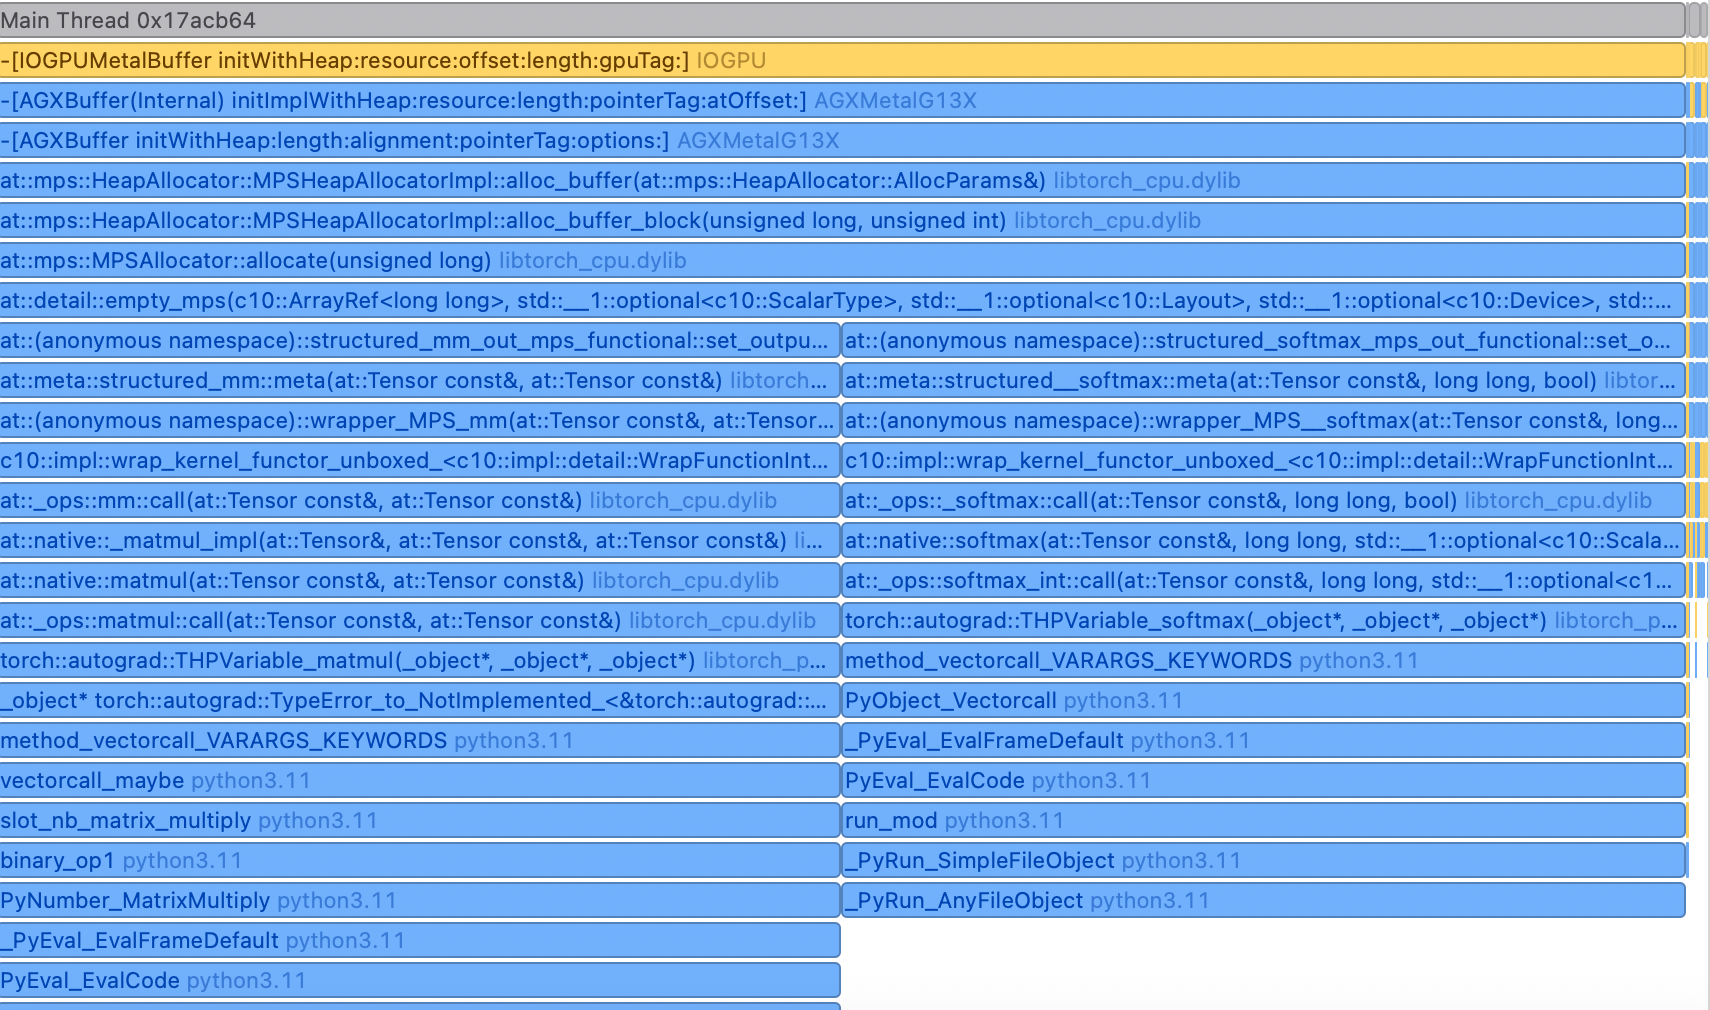 Main Thread 0x17acb64
-[IOGPUMetalBuffer initWithHeap:resource:offset:length:gpuTag:] IOGPU
-[AGXBuffer(Internal) initImplWithHeap:resource:length:pointerTag:atOffset:] AGXMetalG13X
-[AGXBuffer initWithHeap:length:alignment:pointerTag:options:] AGXMetalG13X
at::mps::HeapAllocator::MPSHeapAllocatorImpl::alloc_buffer(at::mps::HeapAllocator::AllocParams&) libtorch_cpu.dylib
at::mps::HeapAllocator::MPSHeapAllocatorImpl::alloc_buffer_block(unsigned long, unsigned int) libtorch_cpu.dylib
at::mps::MPSAllocator::allocate(unsigned long) libtorch_cpu.dylib
at::detail::empty_mps(c10::ArrayRef<long long>, std::__1::optional<c10::ScalarType>, std::__1::optional<c10::Layout>, std::__1::optional<c10::Device>, std::...
at::(anonymous namespace)::structured_mm_out_mps_functional::set_outpu... at::(anonymous namespace)::structured_softmax_mps_out_functional::set_o...
at::meta::structured_mm::meta(at::Tensor const&, at::Tensor const&) libtorch... at::meta::structured__softmax::meta(at::Tensor const&, long long, bool) libtor...
at::(anonymous namespace)::wrapper_MPS_mm(at::Tensor const&, at::Tensor... at::(anonymous namespace)::wrapper_MPS__softmax(at::Tensor const&, long...
c10::impl::wrap_kernel_functor_unboxed_<c10::impl::detail::WrapFunctionInt... c10::impl::wrap_kernel_functor_unboxed_<c10::impl::detail::WrapFunctionInt...
at::_ops::mm::call(at::Tensor const&, at::Tensor const&) libtorch_cpu.dylib at::_ops::_softmax::call(at::Tensor const&, long long, bool) libtorch_cpu.dylib
at::native::_matmul_impl(at::Tensor&, at::Tensor const&, at::Tensor const&) li... at::native::softmax(at::Tensor const&, long long, std::__1::optional<c10::Scala...
at::native::matmul(at::Tensor const&, at::Tensor const&) libtorch_cpu.dylib at::_ops::softmax_int::call(at::Tensor const&, long long, std::__1::optional<c1...
at::_ops::matmul::call(at::Tensor const&, at::Tensor const&) libtorch_cpu.dylib torch::autograd::THPVariable_softmax(_object*, _object*, _object*) libtorch_p...
torch::autograd::THPVariable_matmul(_object*, _object*, _object*) libtorch_p... method_vectorcall_VARARGS_KEYWORDS python3.11
_object* torch::autograd::TypeError_to_NotImplemented_<&torch::autograd::... PyObject_Vectorcall python3.11
method_vectorcall_VARARGS_KEYWORDS python3.11 _PyEval_EvalFrameDefault python3.11
vectorcall_maybe python3.11 PyEval_EvalCode python3.11
slot_nb_matrix_multiply python3.11 run_mod python3.11
binary_op1 python3.11 _PyRun_SimpleFileObject python3.11
PyNumber_MatrixMultiply python3.11 _PyRun_AnyFileObject python3.11
_PyEval_EvalFrameDefault python3.11
PyEval_EvalCode python3.11